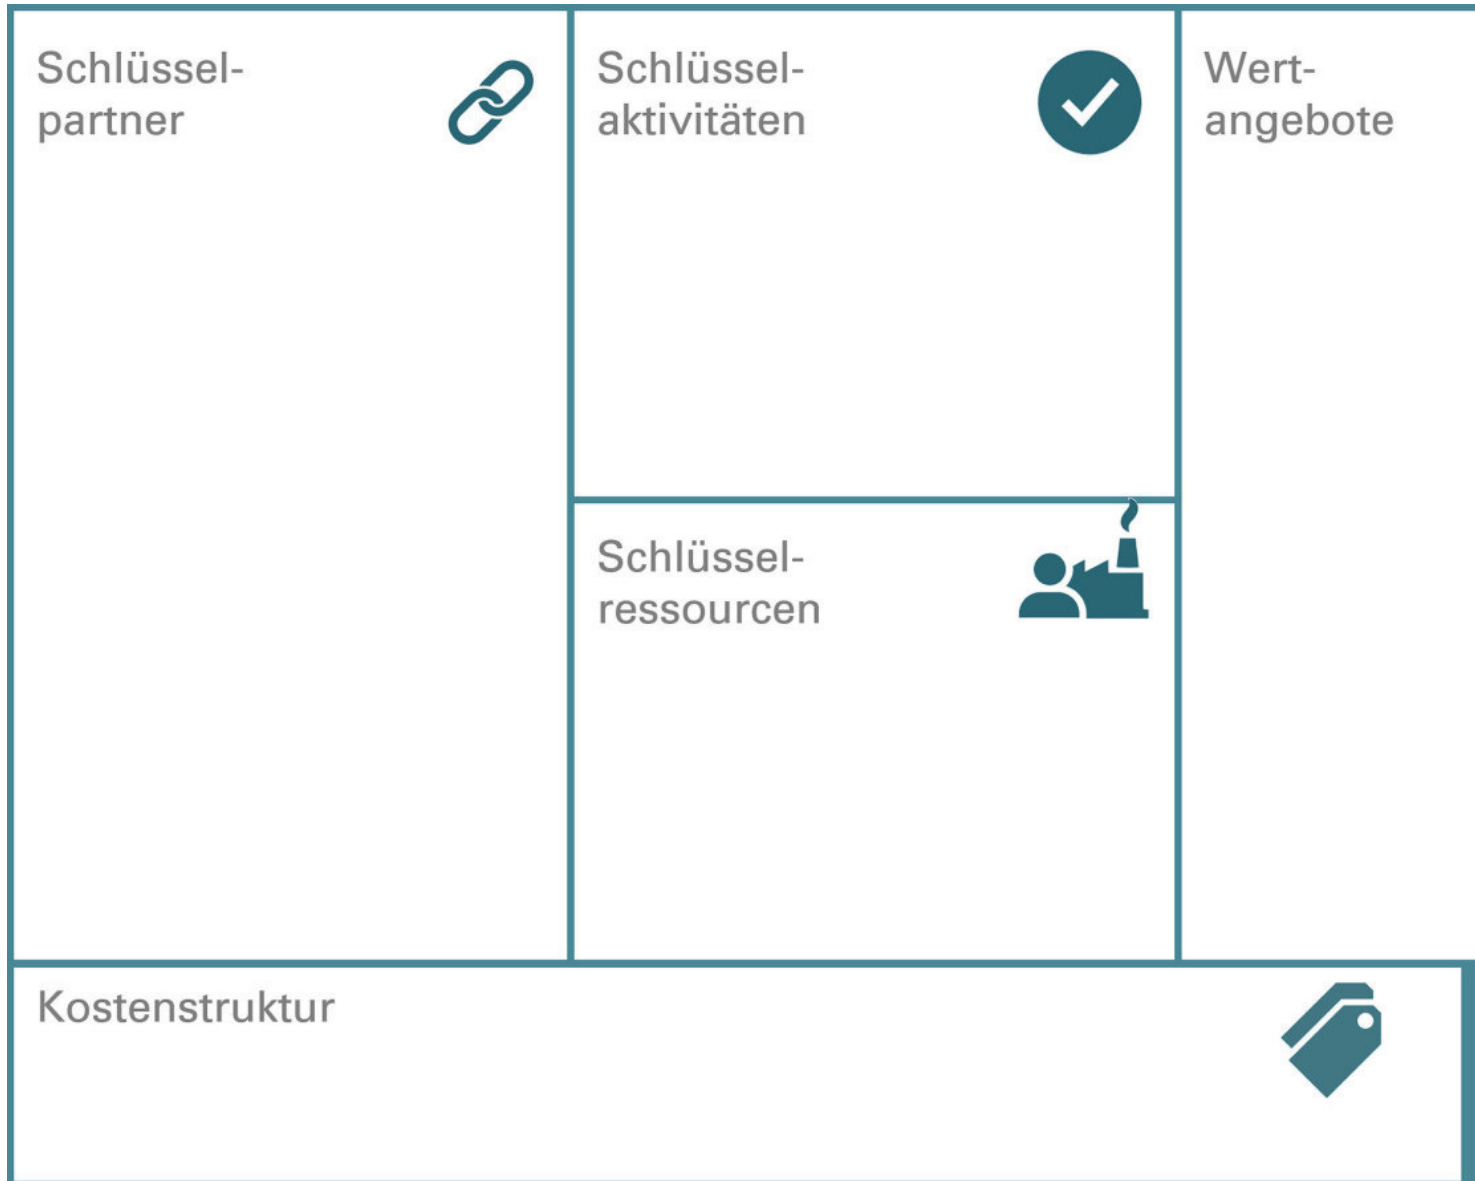 Schlüssel-
partner
Schlüssel-
aktivitäten
Wert-
angebote
Schlüssel-
ressourcen
Kostenstruktur